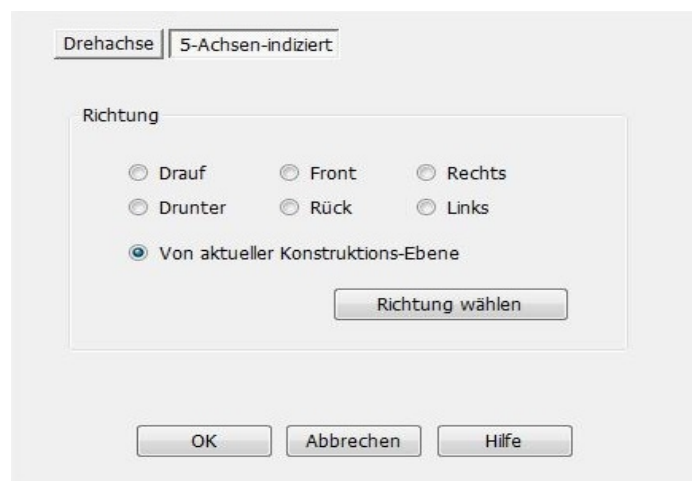 Drehachse 5-Achsen-indiziert
Richtung
Drauf Front Rechts
Drunter Rück Links
Von aktueller Konstruktions-Ebene
Richtung wählen
OK Abbrechen Hilfe